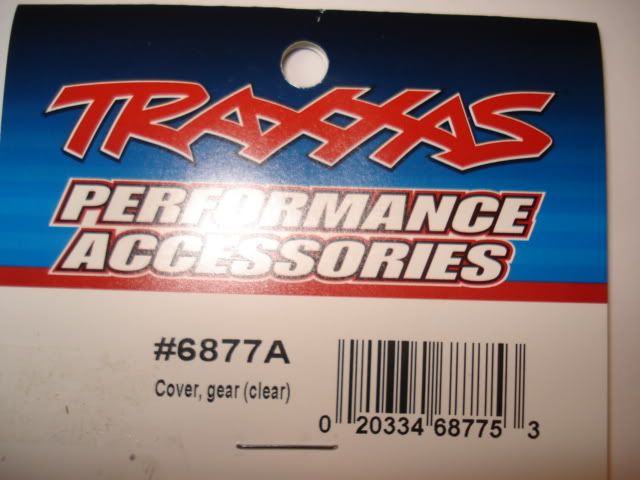 TRAXXAS
PERFORMANCE
ACCESSORIES
#6877A
Cover, gear (clear)
0 20334 68775 3